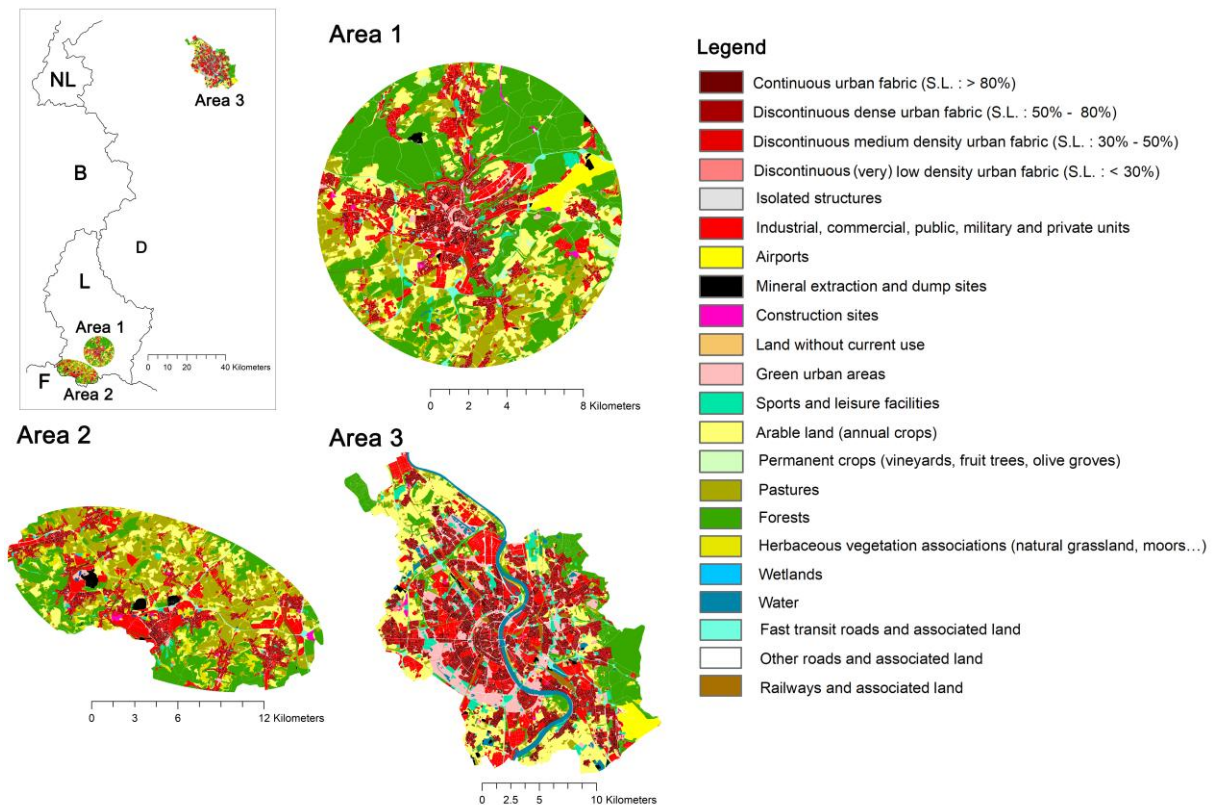 NL
B
D
L
F
Area 3
Area 1
Area 2
0 10 20 40 Kilometers
Area 1
0 2 4 8 Kilometers
Area 2
0 3 6 12 Kilometers
Area 3
0 2.5 5 10 Kilometers
Legend
Continuous urban fabric (S.L. : > 80%)
Discontinuous dense urban fabric (S.L. : 50% - 80%)
Discontinuous medium density urban fabric (S.L. : 30% - 50%)
Discontinuous (very) low density urban fabric (S.L. : < 30%)
Isolated structures
Industrial, commercial, public, military and private units
Airports
Mineral extraction and dump sites
Construction sites
Land without current use
Green urban areas
Sports and leisure facilities
Arable land (annual crops)
Permanent crops (vineyards, fruit trees, olive groves)
Pastures
Forests
Herbaceous vegetation associations (natural grassland, moors...)
Wetlands
Water
Fast transit roads and associated land
Other roads and associated land
Railways and associated land